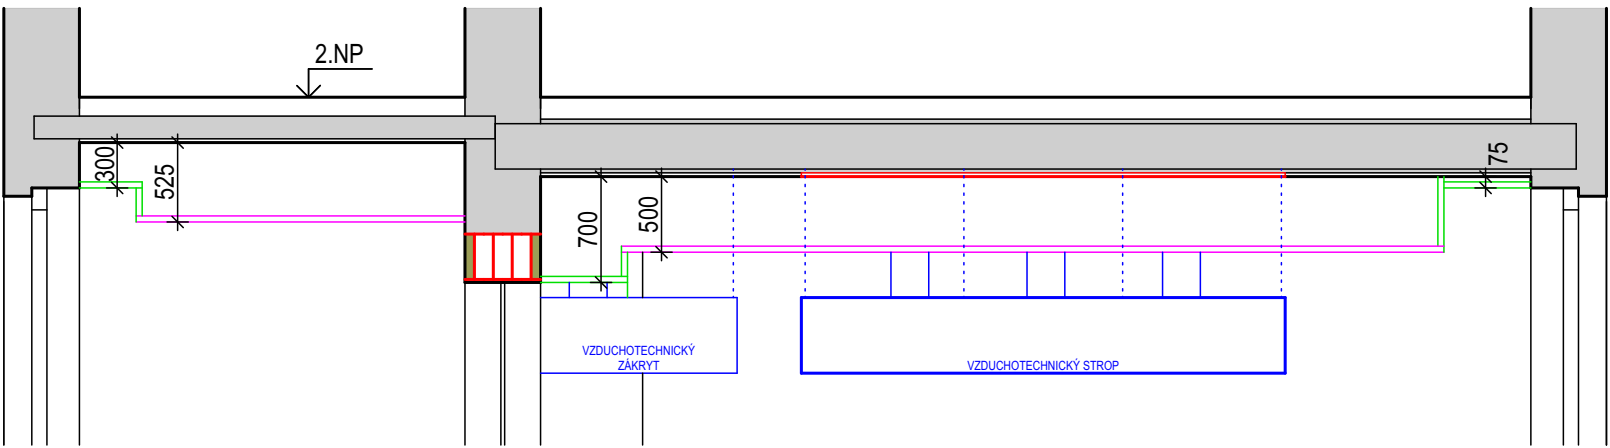 2.NP
300
525
700
500
75
VZDUCHOTECHNICKÝ
ZÁKRYT
VZDUCHOTECHNICKÝ STROP